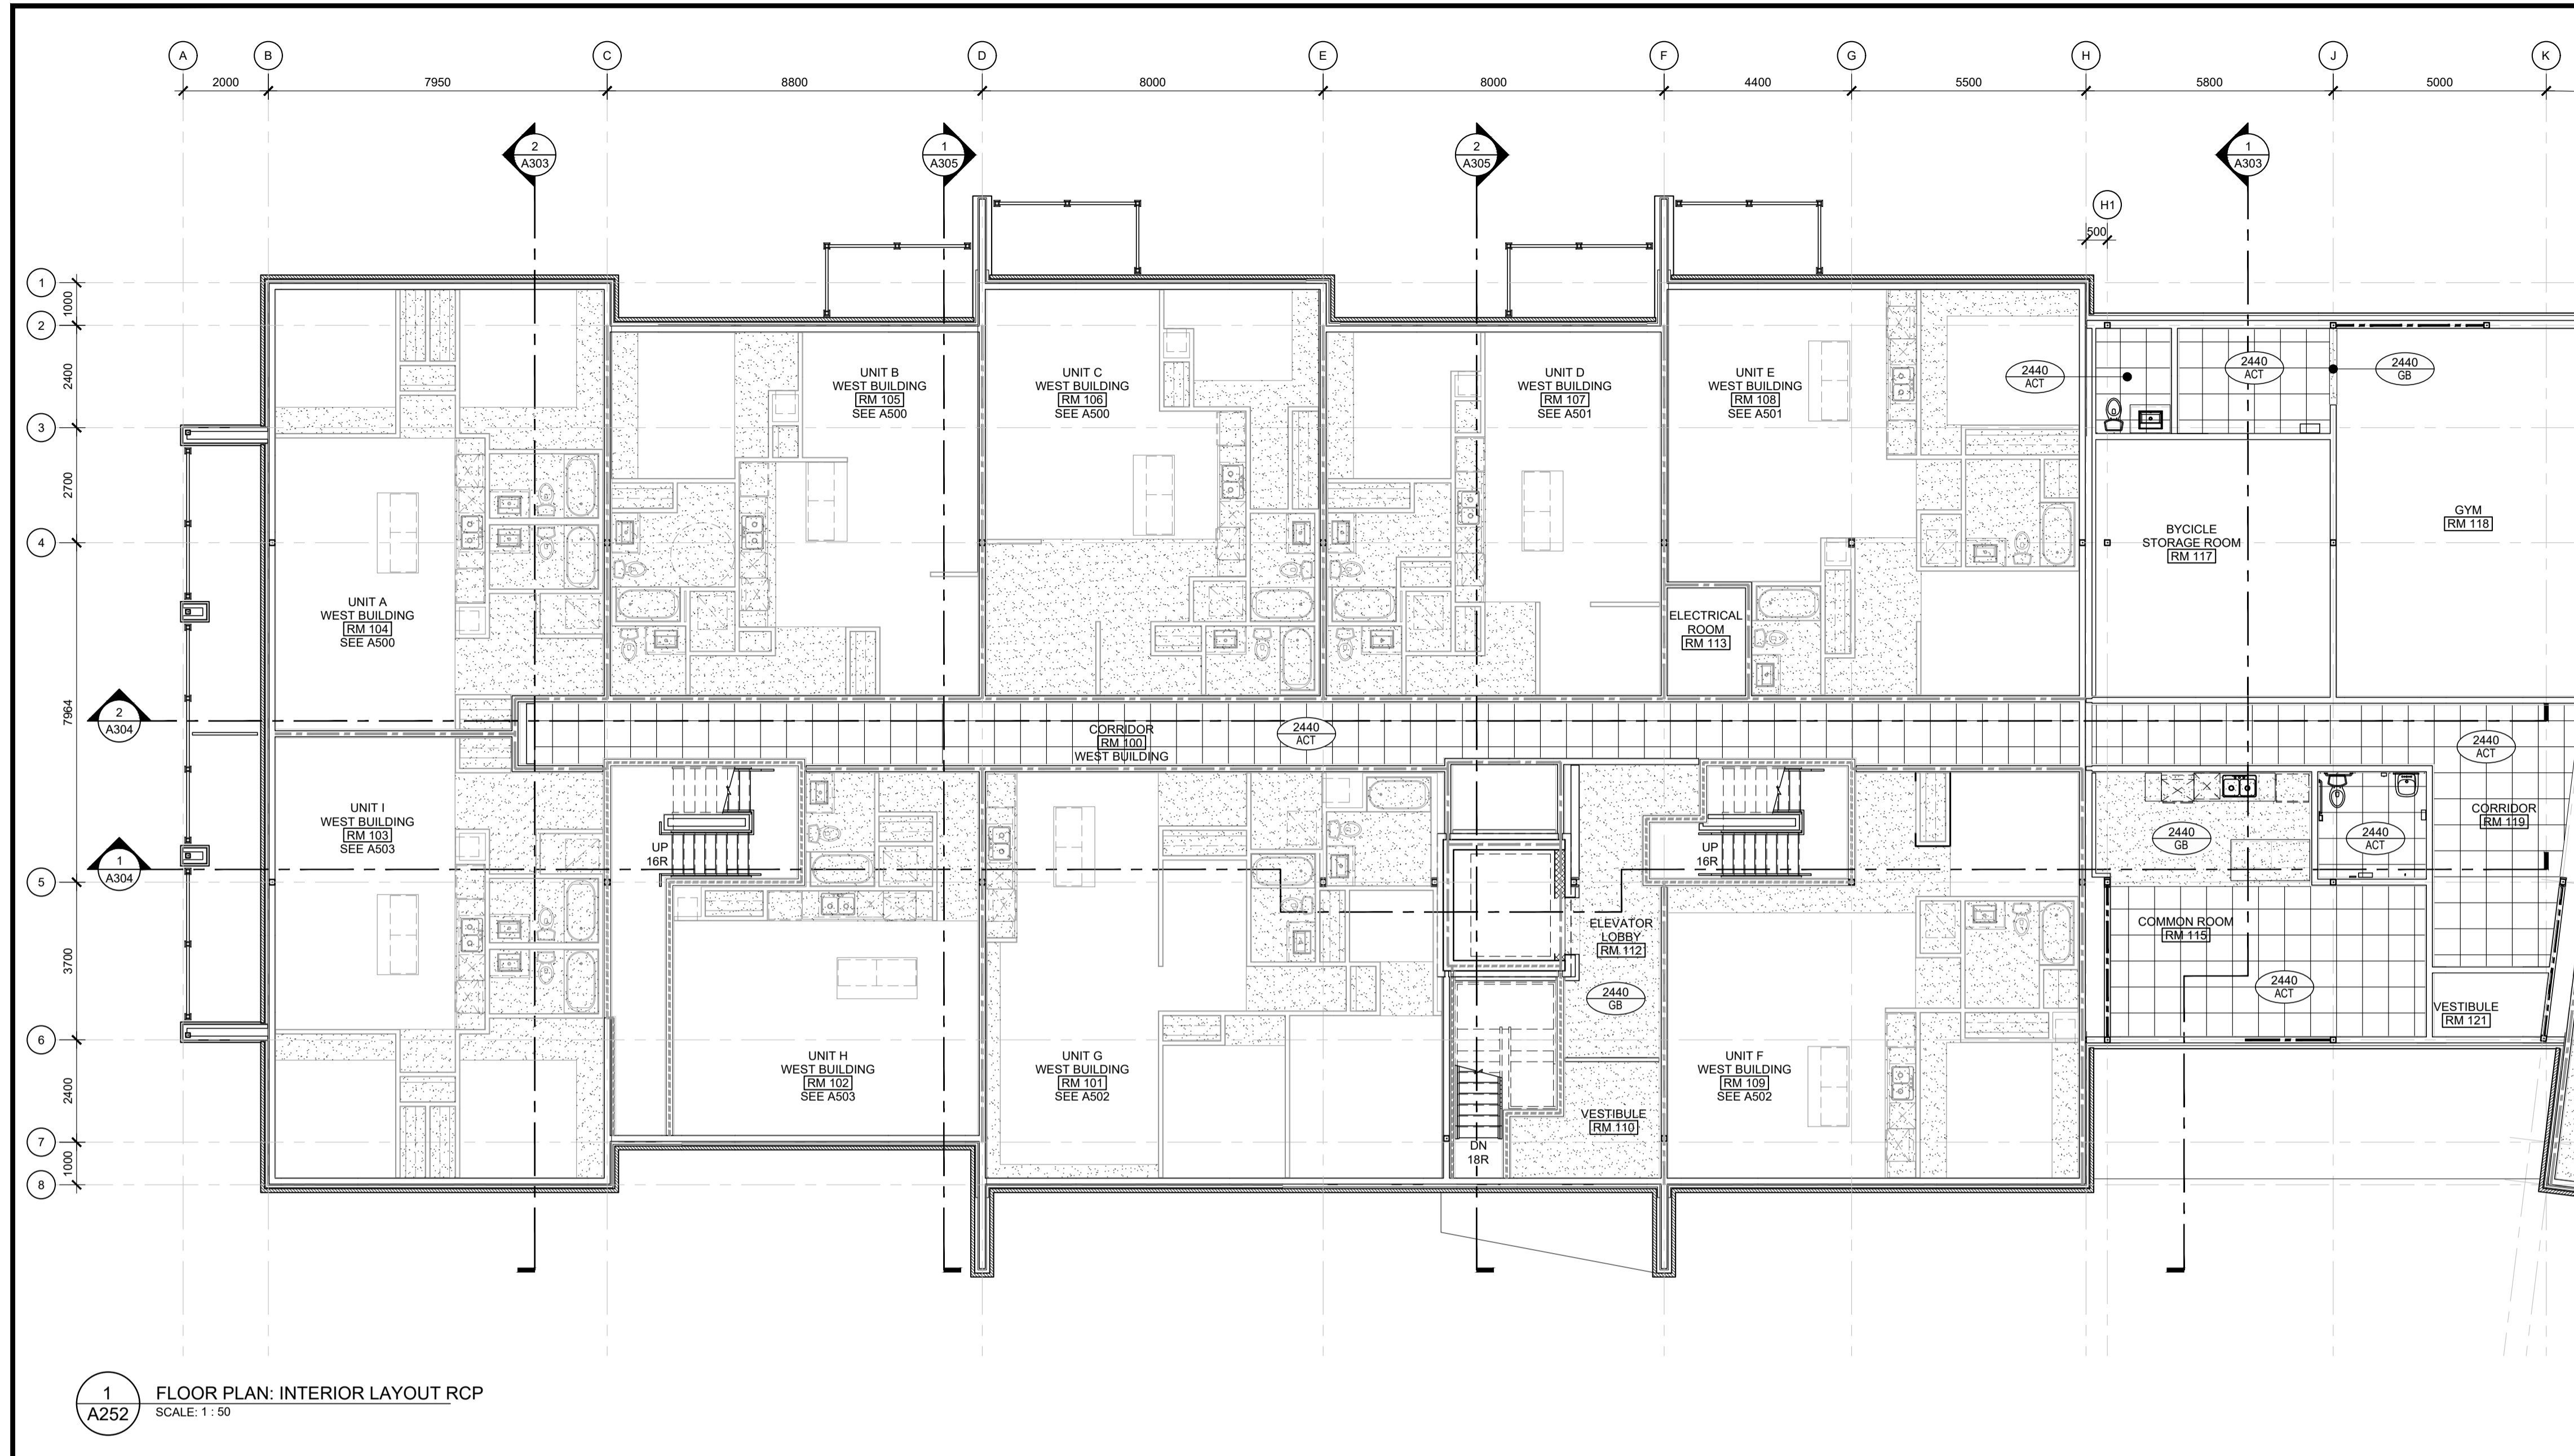 A
B
C
D
E
F
G
H
J
K
2000
7950
8800
8000
8000
4400
5500
5800
5000
2
A303
1
A305
2
A305
1
A303
H1
500
1
1000
2
2400
3
2700
4
7964
5
3700
6
2400
7
1000
8
UNIT B
WEST BUILDING
RM 105
SEE A500
UNIT C
WEST BUILDING
RM 106
SEE A500
UNIT D
WEST BUILDING
RM 107
SEE A501
UNIT E
WEST BUILDING
RM 108
SEE A501
2440
ACT
2440
ACT
2440
GB
GYM
RM 118
BYCICLE
STORAGE ROOM
RM 117
UNIT A
WEST BUILDING
RM 104
SEE A500
ELECTRICAL
ROOM
RM 113
2
A304
CORRIDOR
RM 100
WEST BUILDING
2440
ACT
2440
ACT
UNIT I
WEST BUILDING
RM 103
SEE A503
1
A304
UP
16R
UP
16R
2440
GB
2440
ACT
CORRIDOR
RM 119
ELEVATOR
LOBBY
RM 112
2440
GB
COMMON ROOM
RM 115
2440
ACT
VESTIBULE
RM 121
UNIT H
WEST BUILDING
RM 102
SEE A503
UNIT G
WEST BUILDING
RM 101
SEE A502
UNIT F
WEST BUILDING
RM 109
SEE A502
VESTIBULE
RM 110
DN
18R
1
A252
FLOOR PLAN: INTERIOR LAYOUT RCP
SCALE: 1 : 50